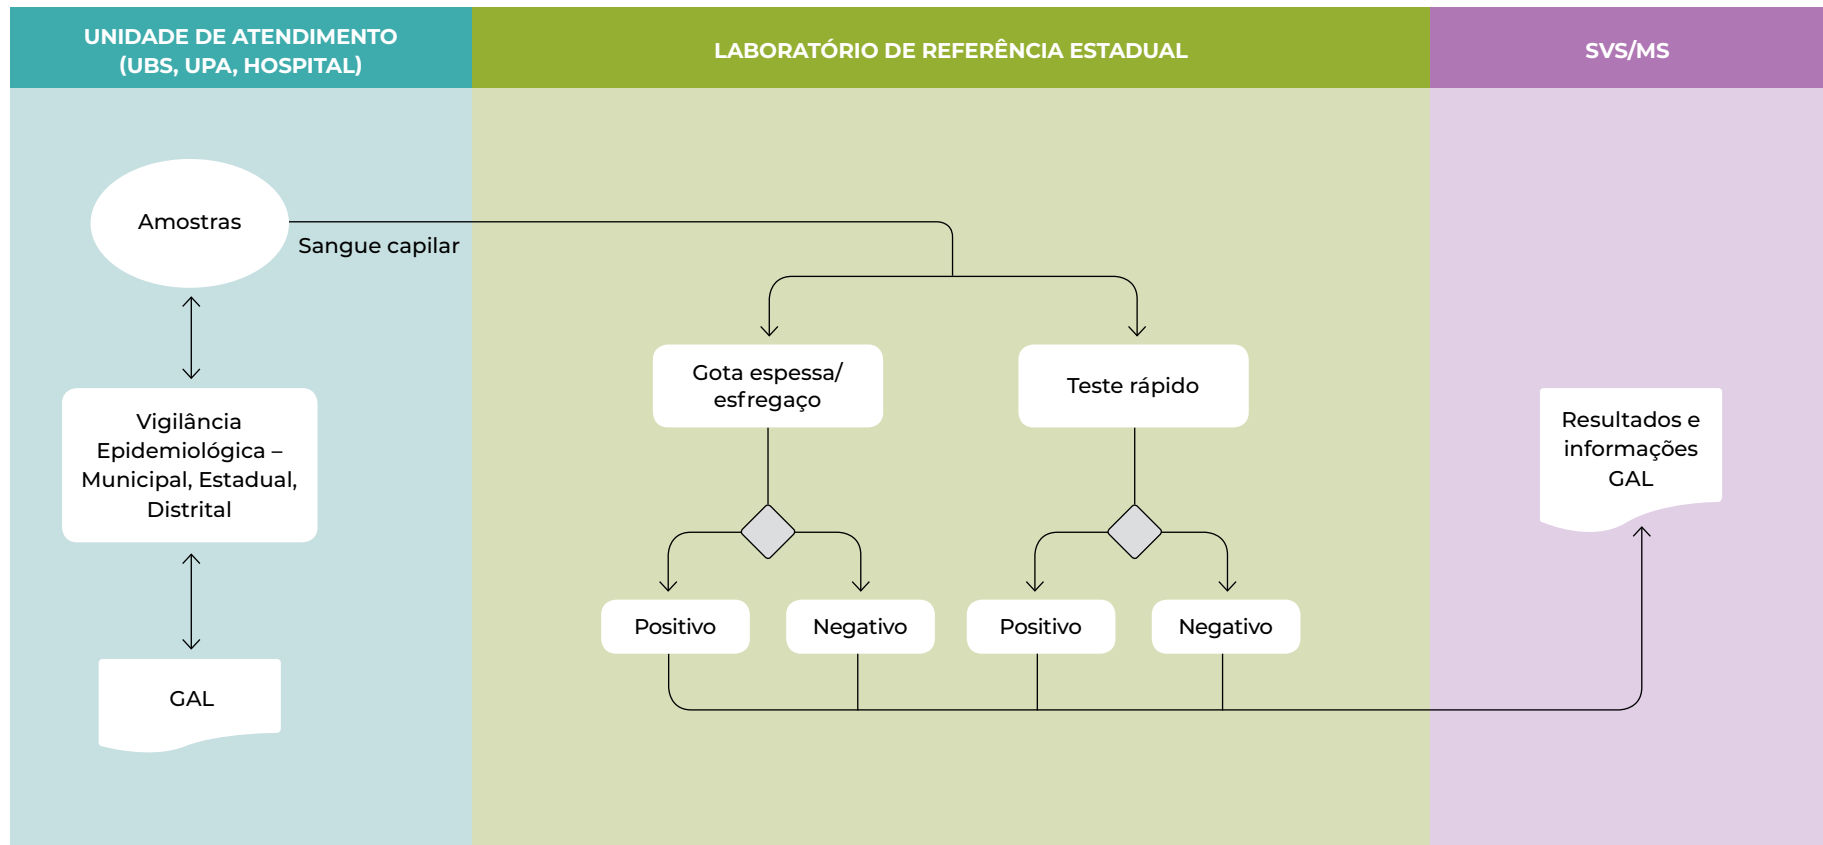 UNIDADE DE ATENDIMENTO
(UBS, UPA, HOSPITAL)
LABORATÓRIO DE REFERÊNCIA ESTADUAL
SVS/MS
Amostras
Sangue capilar
Vigilância
Epidemiológica –
Municipal, Estadual,
Distrital
GAL
Gota espessa/
esfregaço
Teste rápido
Positivo
Negativo
Positivo
Negativo
Resultados e
informações
GAL